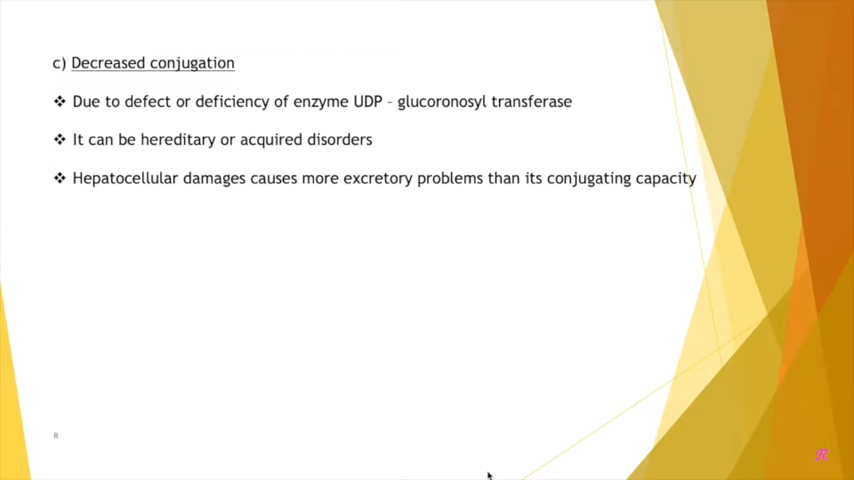 c) Decreased conjugation
❖ Due to defect or deficiency of enzyme UDP – glucoronosyl transferase
❖ It can be hereditary or acquired disorders
❖ Hepatocellular damages causes more excretory problems than its conjugating capacity
R
R